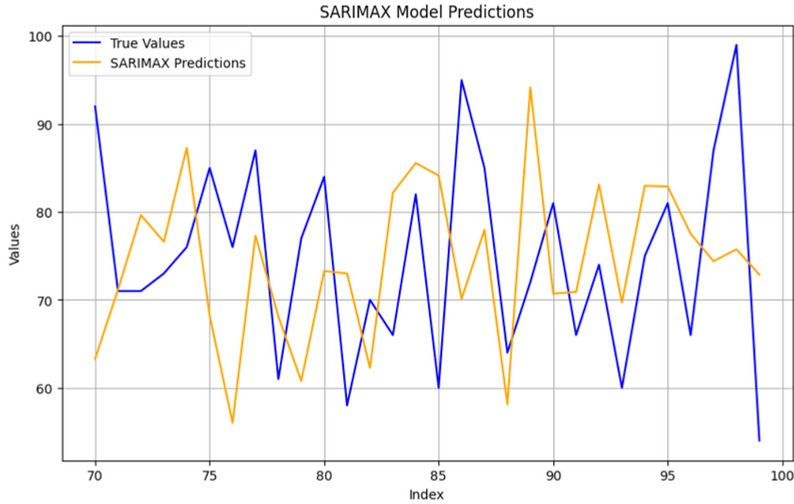 SARIMAX Model Predictions
True Values
SARIMAX Predictions
100
90
80
70
60
Values
70 75 80 85 90 95 100
Index